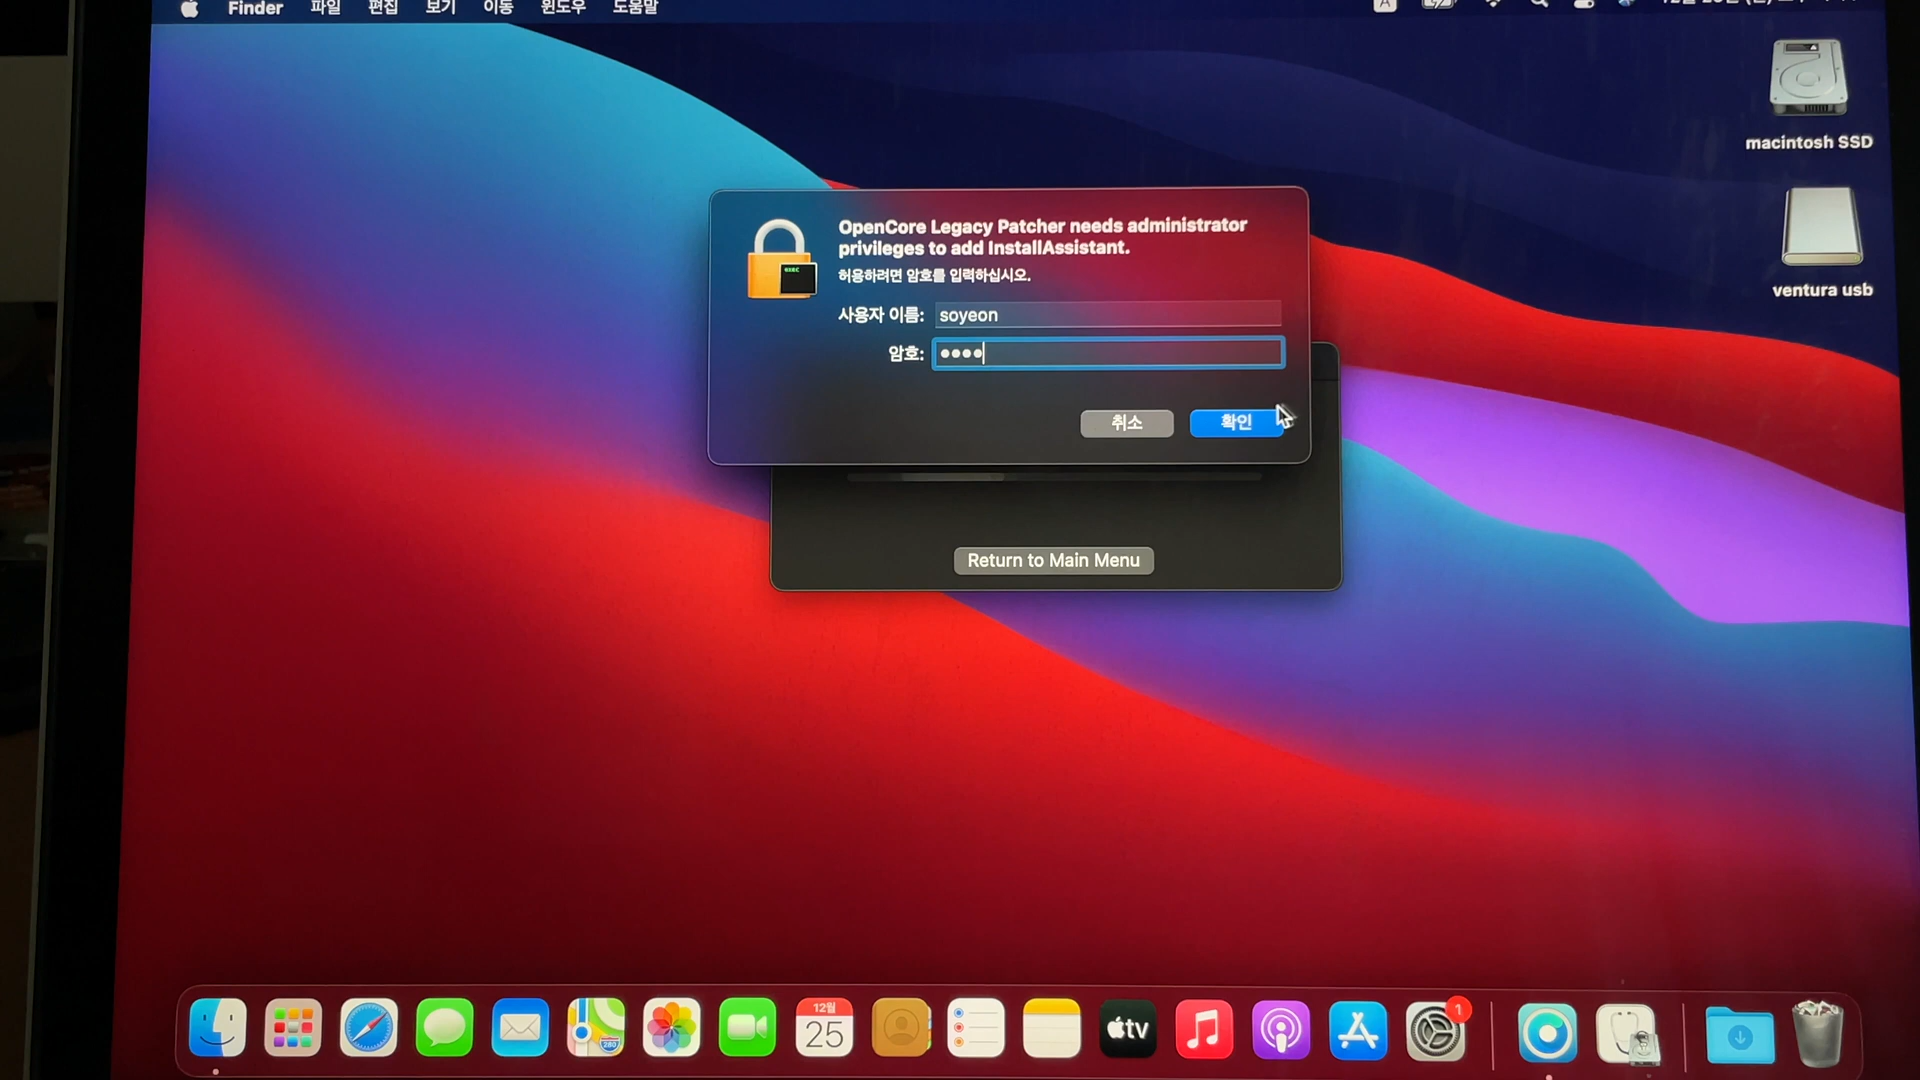 Finder 파일 편집 보기 이동 윈도우 도움말
A
macintosh SSD
ventura usb
OpenCore Legacy Patcher needs administrator
privileges to add InstallAssistant.
허용하려면 암호를 입력하십시오.
exec
사용자 이름: soyeon
암호:
취소 확인
Return to Main Menu
12월
25
280
tv
1